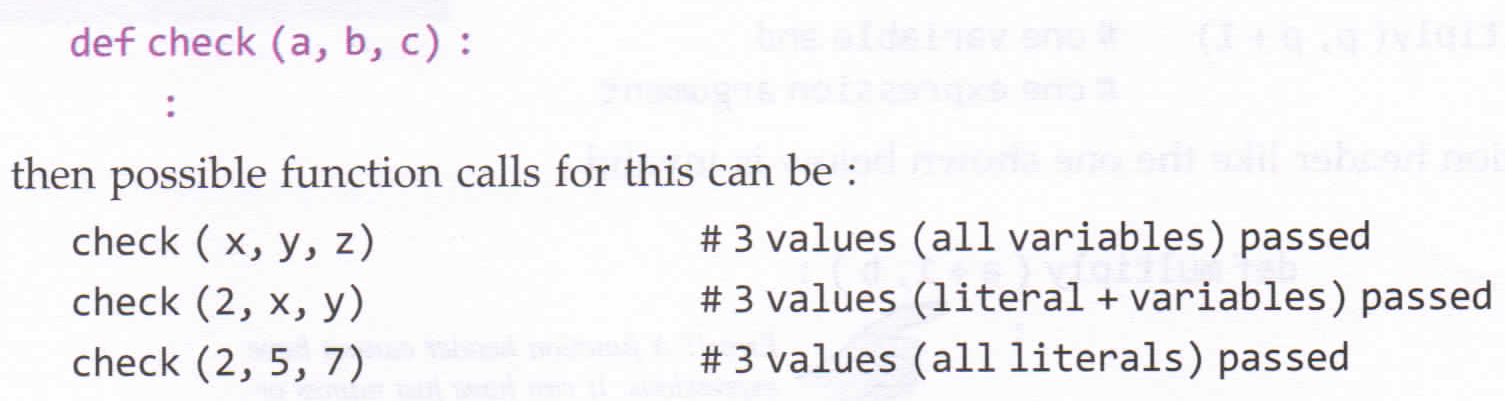 def check (a, b, c) :
:
then possible function calls for this can be :
check ( x, y, z) # 3 values (all variables) passed
check (2, x, y) # 3 values (literal + variables) passed
check (2, 5, 7) # 3 values (all literals) passed